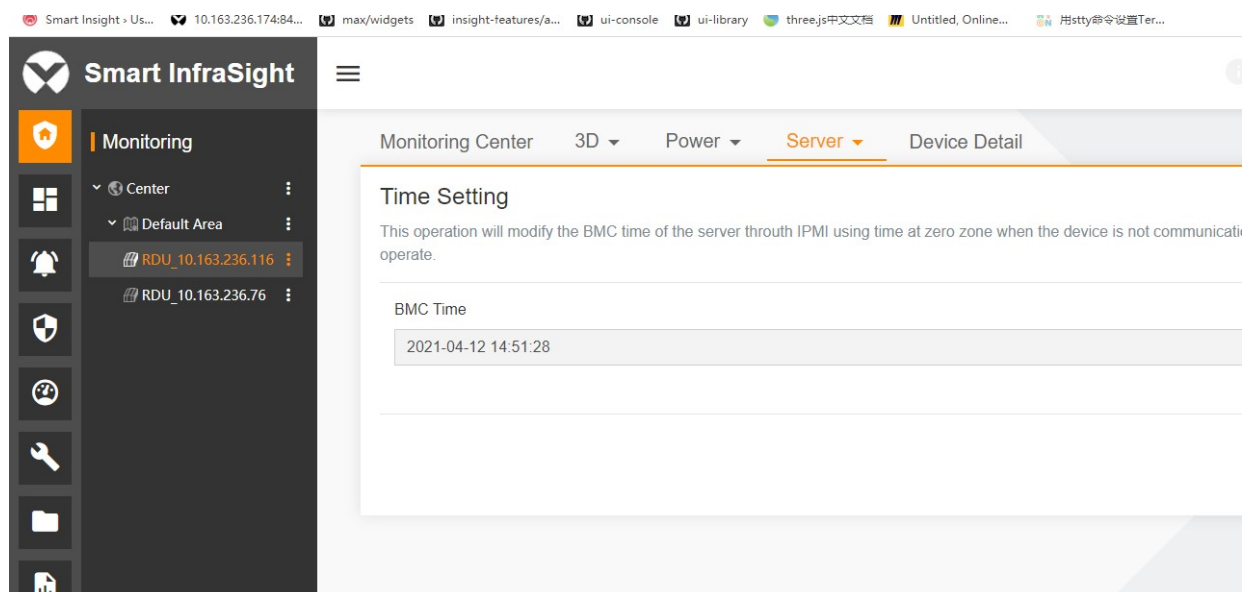 Smart Insight › Us... 10.163.236.174:84... max/widgets insight-features/a... ui-console ui-library three.js中文文档 Untitled, Online... 用stty命令设置Ter...
Smart InfraSight
Monitoring
Center
Default Area
RDU_10.163.236.116
RDU_10.163.236.76
Monitoring Center 3D Power Server Device Detail
Time Setting
This operation will modify the BMC time of the server throuth IPMI using time at zero zone when the device is not communicati
operate.
BMC Time
2021-04-12 14:51:28